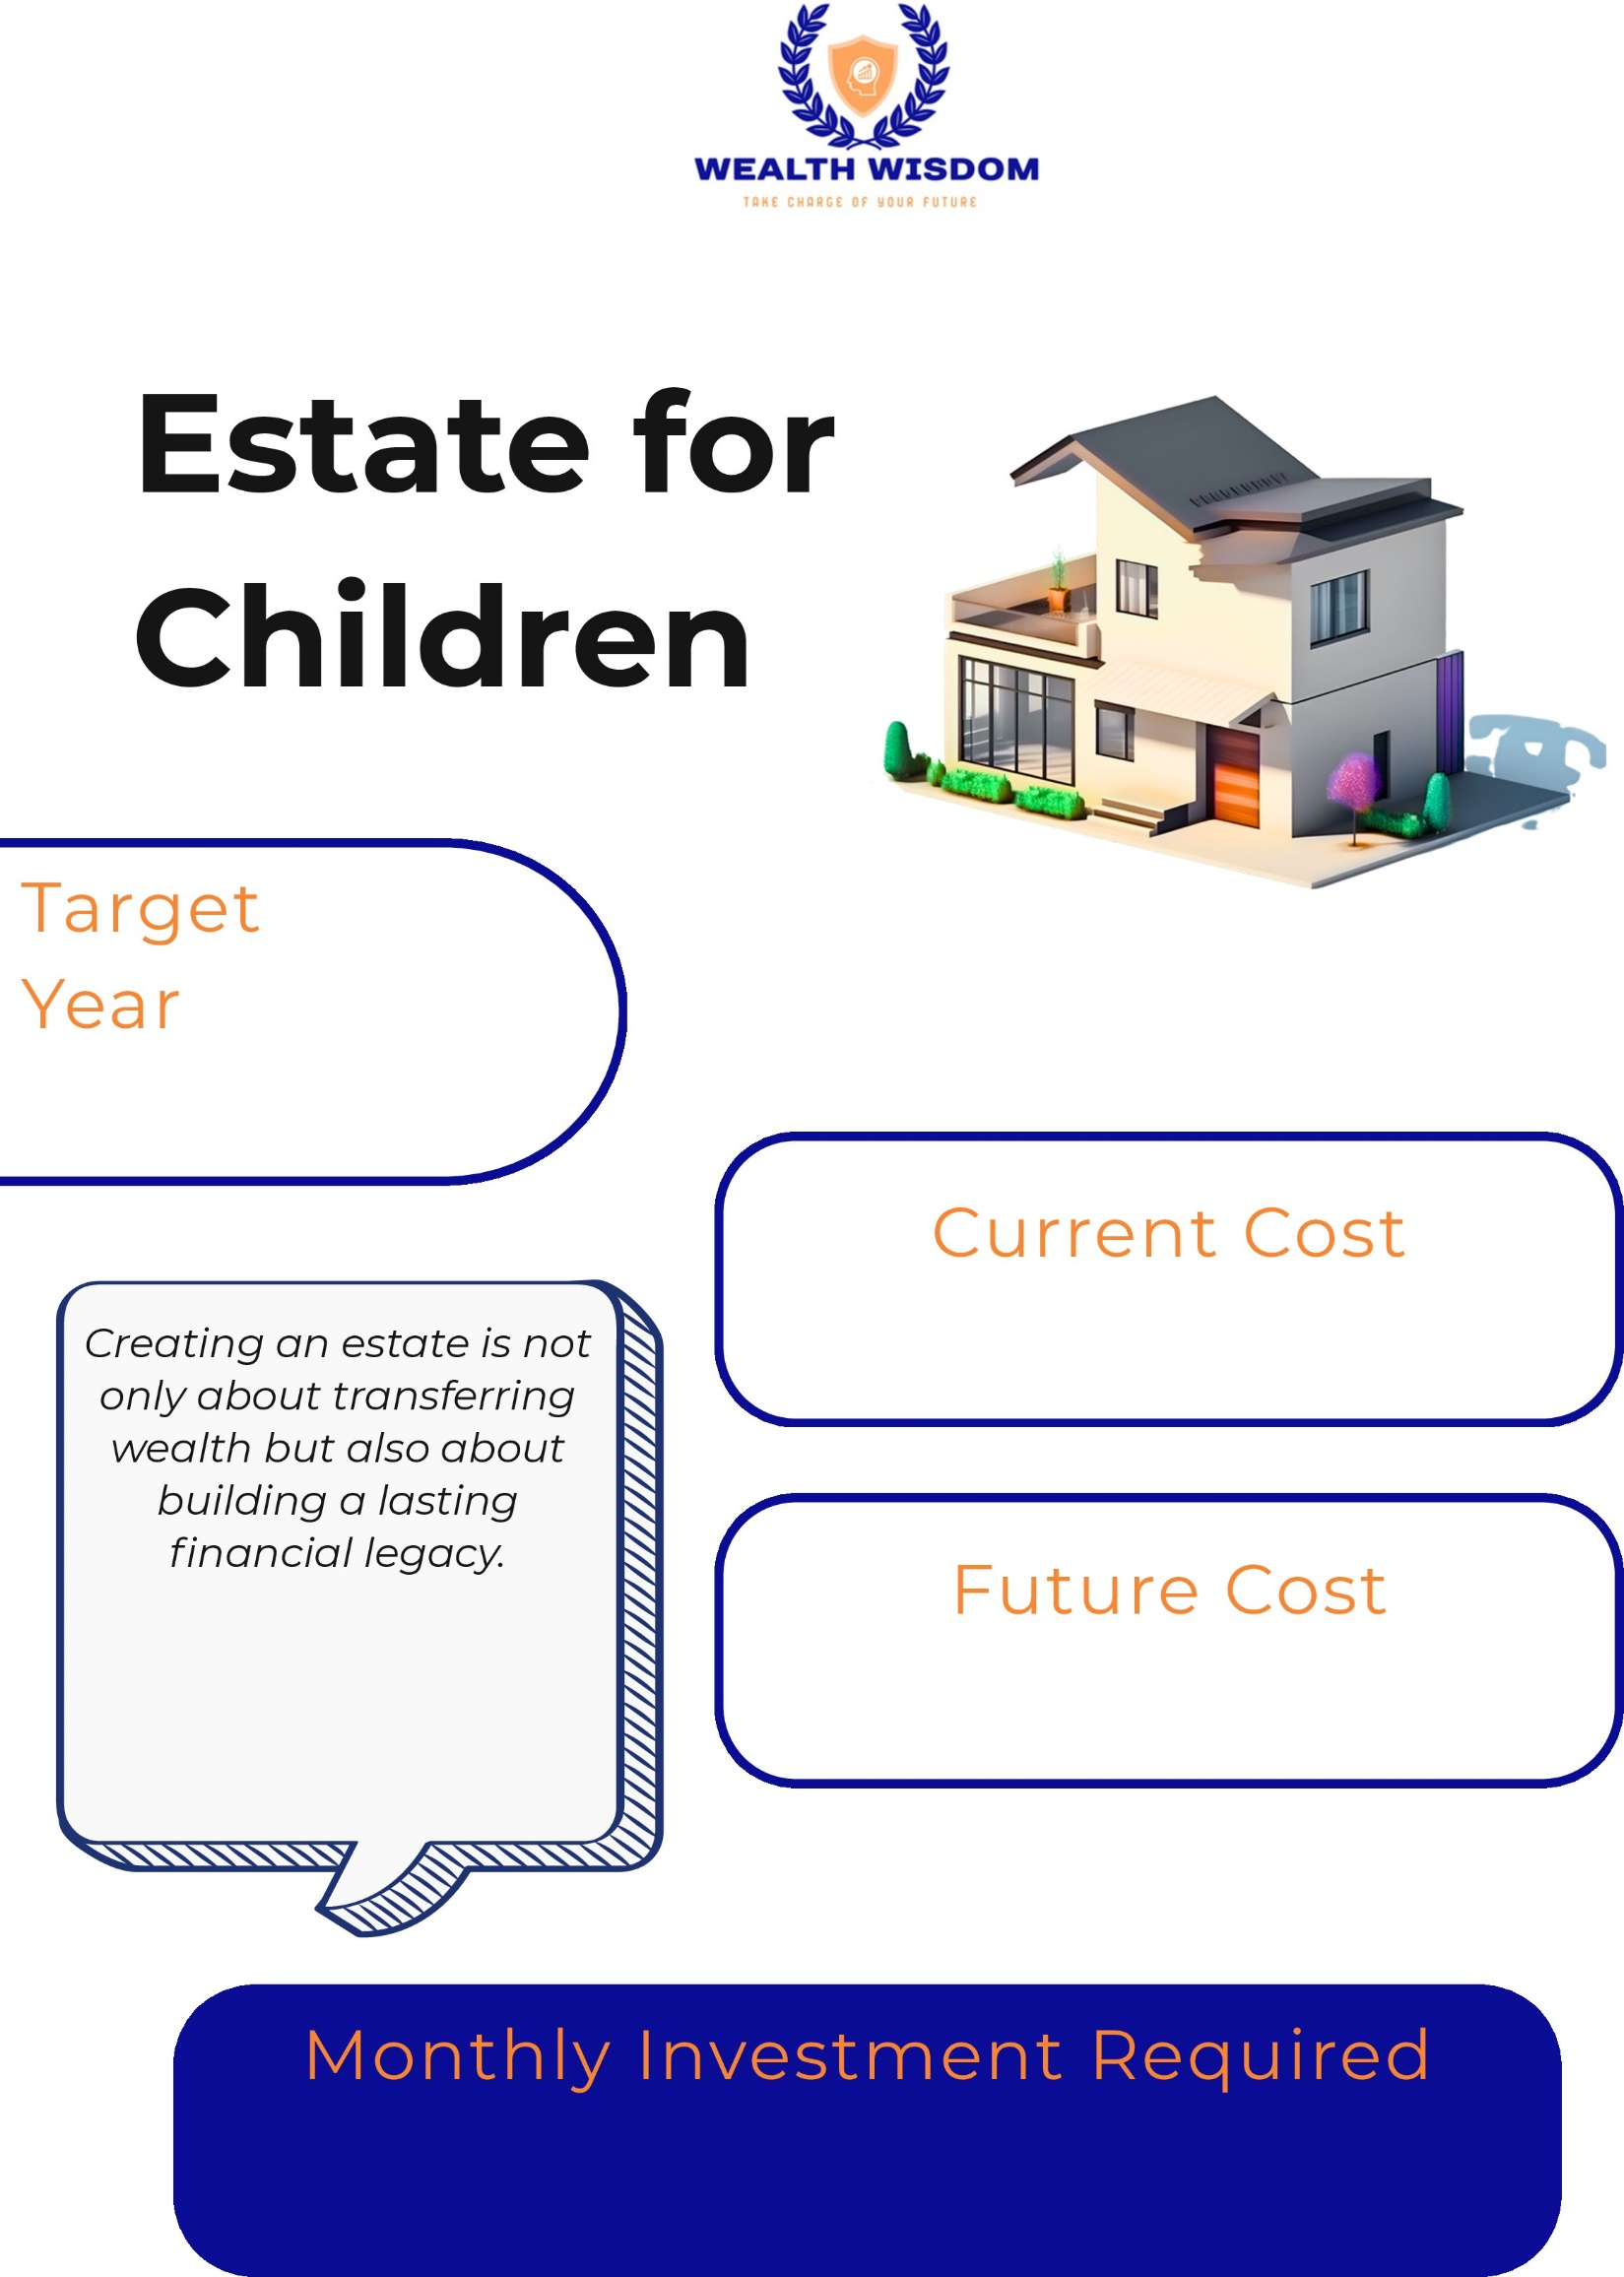 WEALTH WISDOM
TAKE CHARGE OF YOUR FUTURE
Estate for
Children
Target
Year
Current Cost
Creating an estate is not
only about transferring
wealth but also about
building a lasting
financial legacy.
Future Cost
Monthly Investment Required